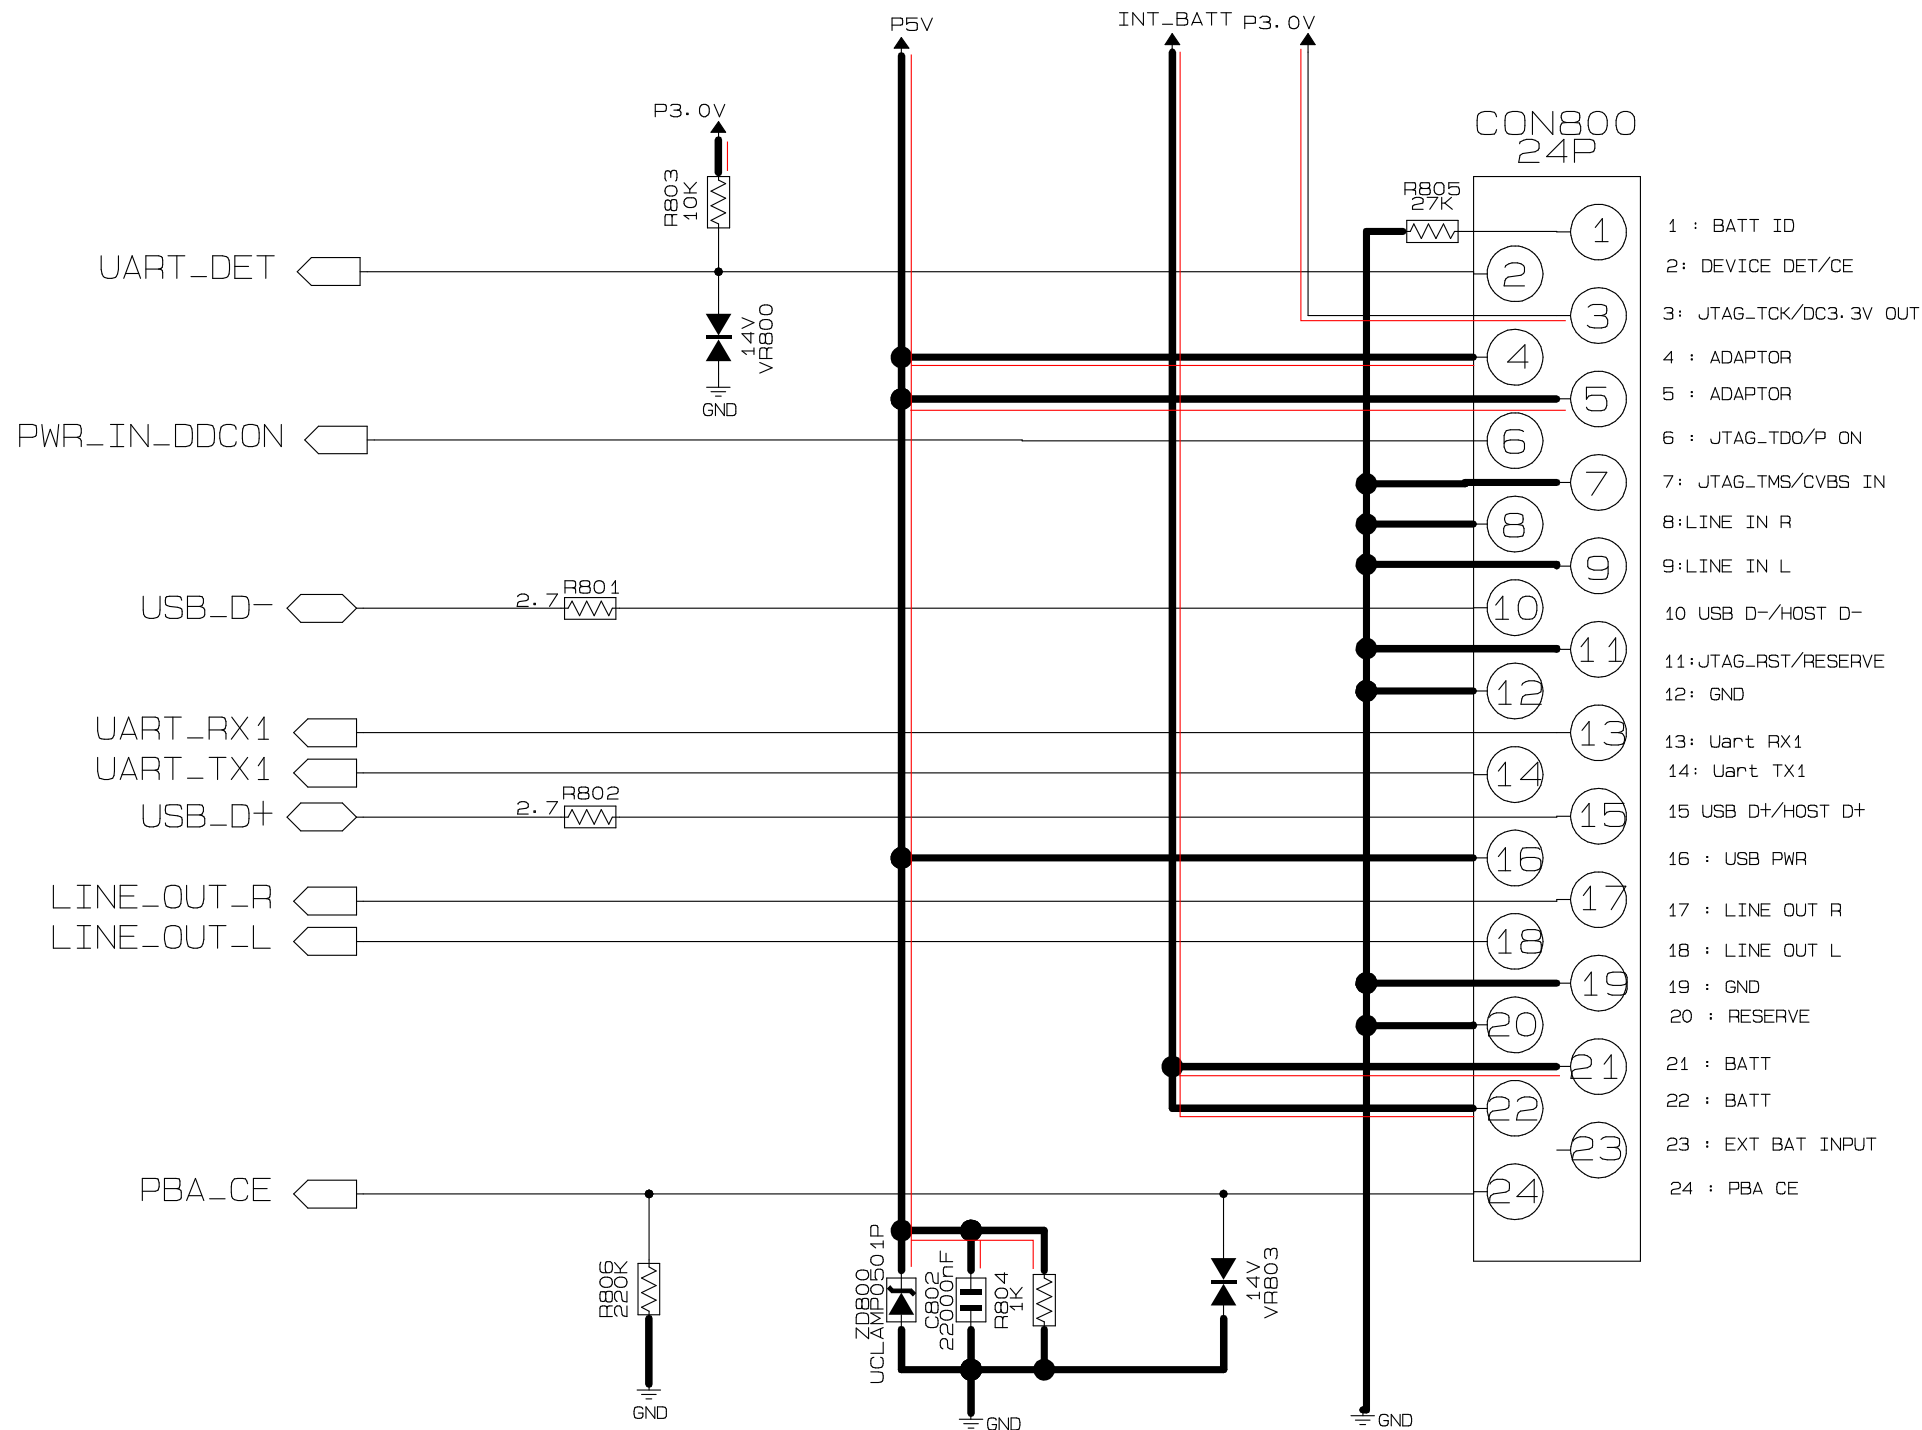 P5V
INT_BATT
P3.0V
P3.0V
CON800
24P
R803
10K
R805
27K
1
1 : BATT ID
UART_DET
2
2: DEVICE DET/CE
3
3: JTAG_TCK/DC3.3V OUT
14V
VR800
GND
4
4 : ADAPTOR
5
5 : ADAPTOR
PWR_IN_DDCON
6
6 : JTAG_TDO/P ON
7
7: JTAG_TMS/CVBS IN
8
8:LINE IN R
9
9:LINE IN L
USB_D-
2.7
R801
10
10 USB D-/HOST D-
11
11:JTAG_RST/RESERVE
12
12: GND
UART_RX1
13
13: Uart RX1
UART_TX1
14
14: Uart TX1
USB_D+
2.7
R802
15
15 USB D+/HOST D+
16
16 : USB PWR
LINE_OUT_R
17
17 : LINE OUT R
LINE_OUT_L
18
18 : LINE OUT L
19
19 : GND
20
20 : RESERVE
21
21 : BATT
22
22 : BATT
23
23 : EXT BAT INPUT
PBA_CE
24
24 : PBA CE
R806
220K
GND
ZD800
UCLAMP0501P
C802
22000nF
R804
1K
14V
VR803
GND
GND